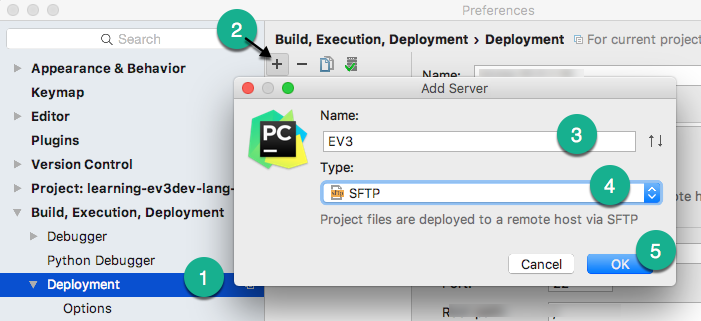 Preferences
Search
2
Build, Execution, Deployment › Deployment For current project
Appearance & Behavior
Keymap
Editor
Plugins
Version Control
Project: learning-ev3dev-lang-
Build, Execution, Deployment
Debugger
Python Debugger
Deployment
1
Options
Name:
Add Server
PC
Name:
EV3
3
Type:
SFTP
4
Project files are deployed to a remote host via SFTP
Cancel
OK
5